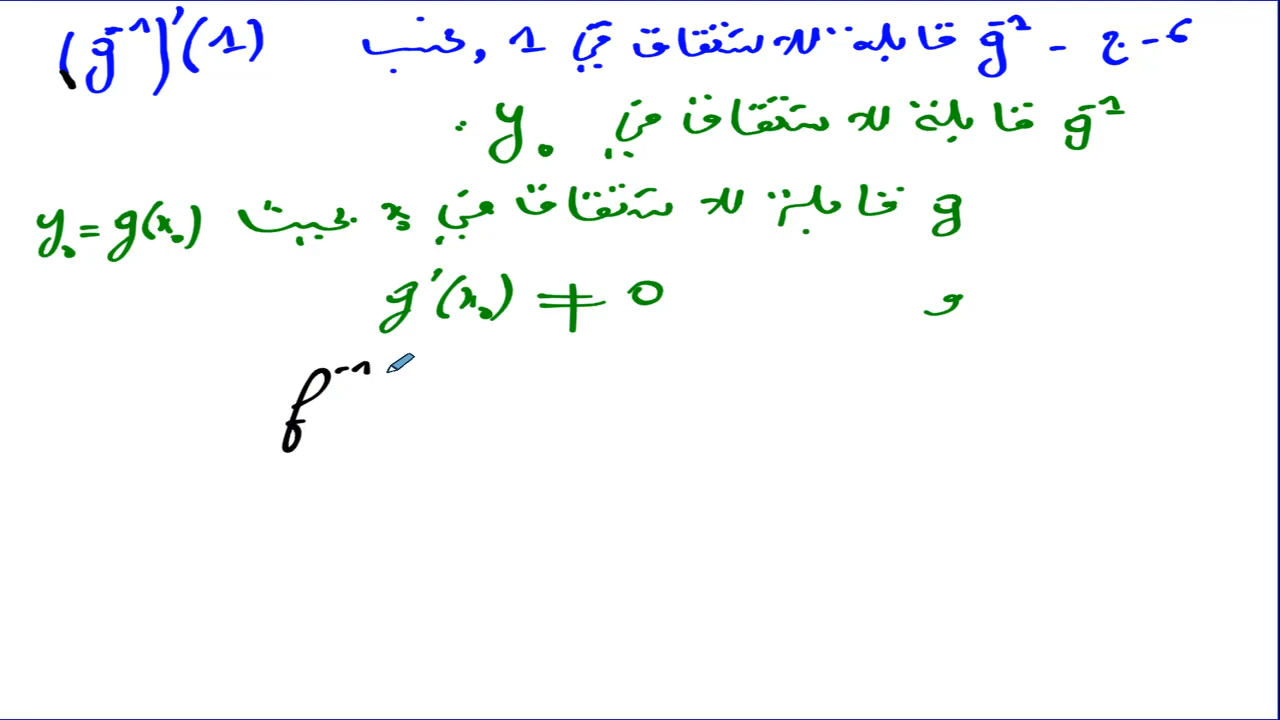 6 - ج - g⁻¹ قابلة للاشتقاق في 1 , نحسب (g⁻¹)'(1)
g⁻¹ قابلة للاشتقاق في y₀ :
g قابلة للاشتقاق في x₀ بحيث y₀ = g(x₀)
و g'(x₀) ≠ 0
f⁻¹